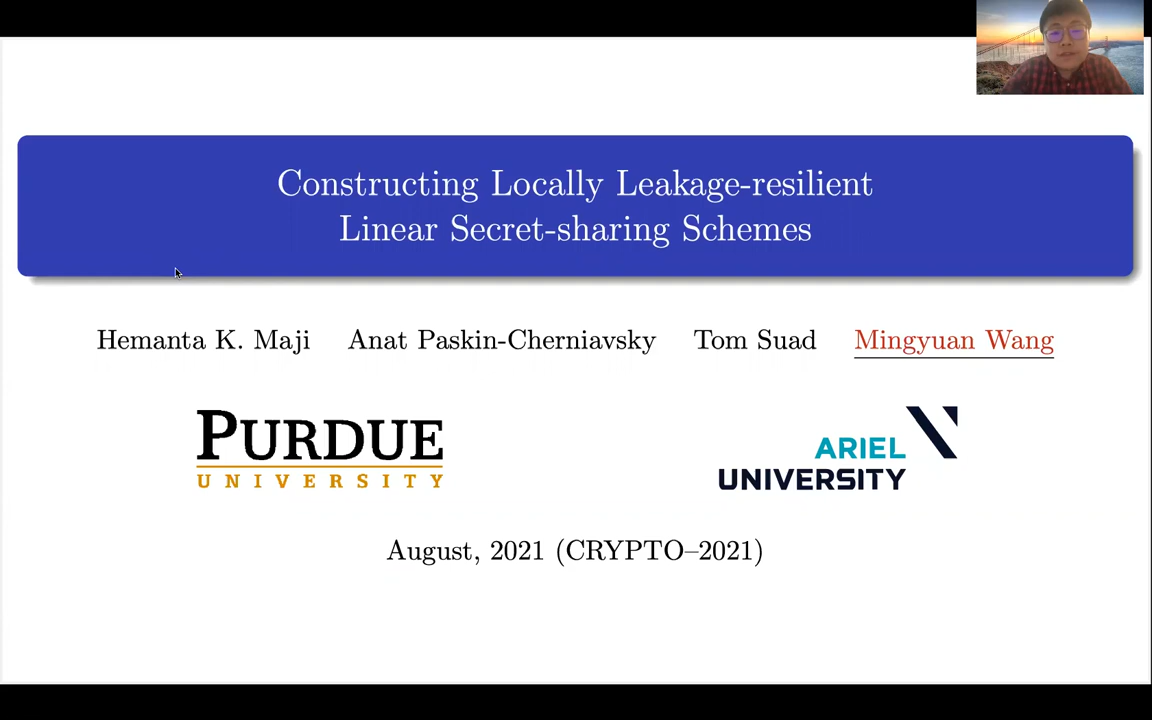 Constructing Locally Leakage-resilient
Linear Secret-sharing Schemes
Hemanta K. Maji Anat Paskin-Cherniavsky Tom Suad Mingyuan Wang
PURDUE
UNIVERSITY
ARIEL
UNIVERSITY
August, 2021 (CRYPTO–2021)